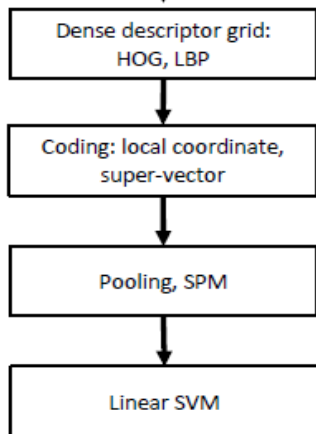 Dense descriptor grid:
HOG, LBP
Coding: local coordinate,
super-vector
Pooling, SPM
Linear SVM